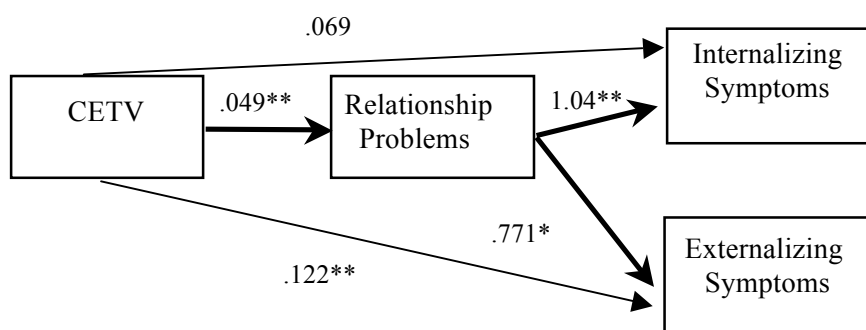 .069
Internalizing
Symptoms
CETV
.049**
Relationship
Problems
1.04**
.771*
.122**
Externalizing
Symptoms